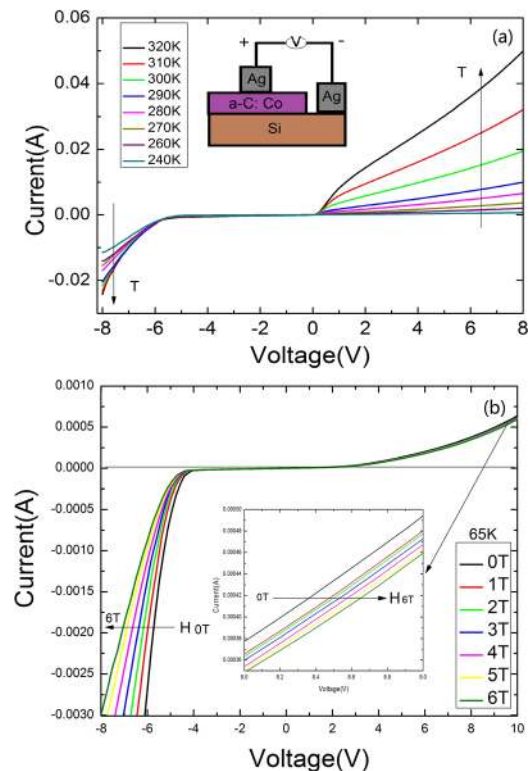 (a)
0.06
0.04
0.02
0.00
-0.02
Current(A)
320K
310K
300K
290K
280K
270K
260K
240K
+ V -
Ag
a-C: Co
Ag
Si
T
T
-8 -6 -4 -2 0 2 4 6 8
Voltage(V)
(b)
0.0010
0.0005
0.0000
-0.0005
-0.0010
-0.0015
-0.0020
-0.0025
-0.0030
Current(A)
6T H 0T
Current(A)
0T H 6T
Voltage(V)
65K
0T
1T
2T
3T
4T
5T
6T
-8 -6 -4 -2 0 2 4 6 8 10
Voltage(V)